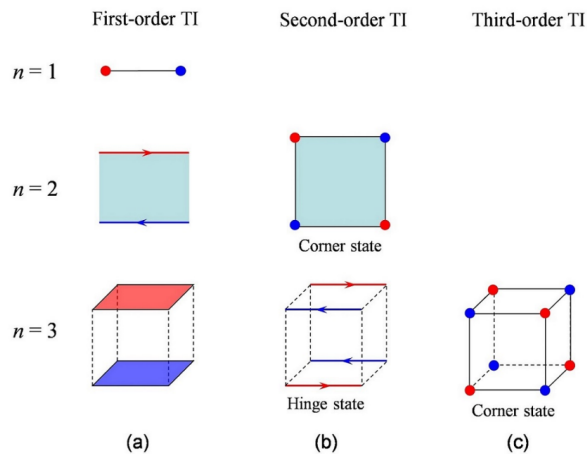 First-order TI
Second-order TI
Third-order TI
n = 1
n = 2
Corner state
n = 3
Hinge state
Corner state
(a)
(b)
(c)